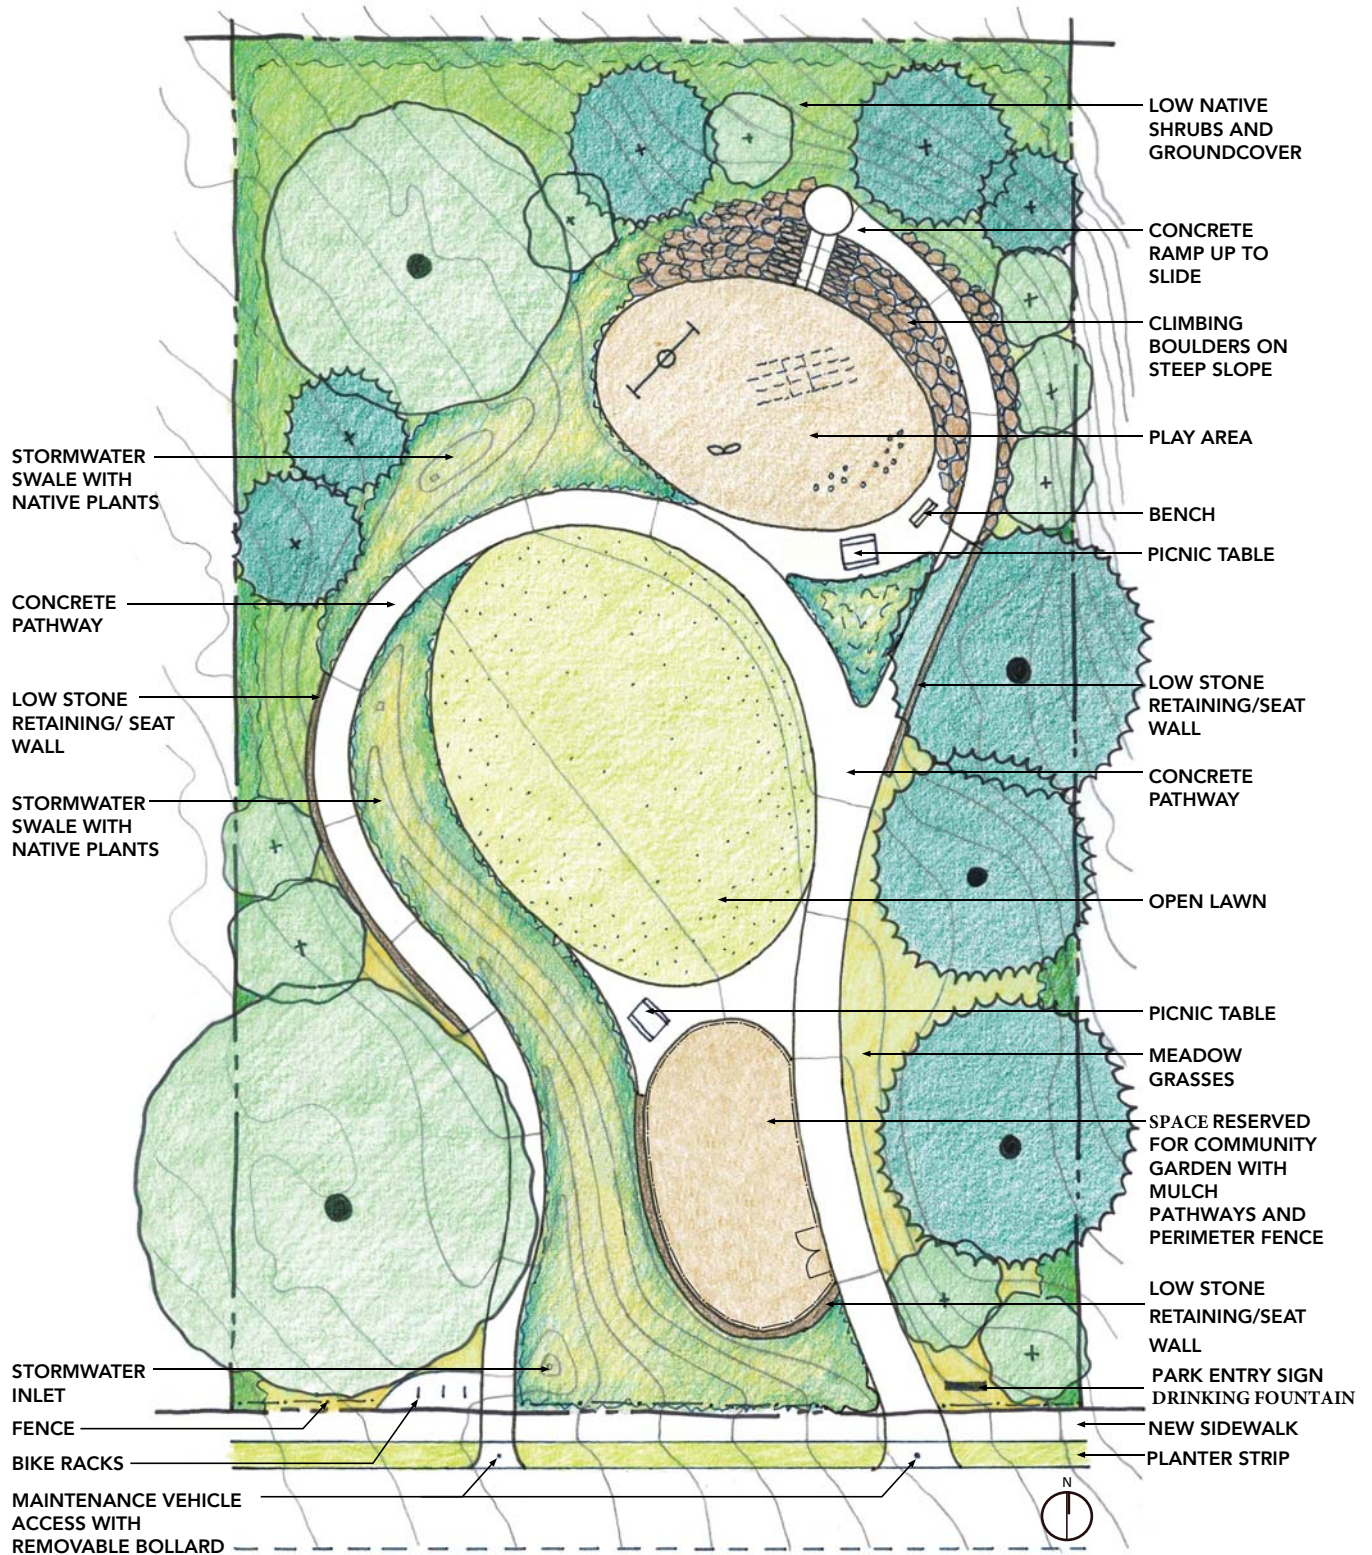 LOW NATIVE
SHRUBS AND
GROUNDCOVER
CONCRETE
RAMP UP TO
SLIDE
CLIMBING
BOULDERS ON
STEEP SLOPE
PLAY AREA
BENCH
PICNIC TABLE
LOW STONE
RETAINING/SEAT
WALL
CONCRETE
PATHWAY
OPEN LAWN
PICNIC TABLE
MEADOW
GRASSES
SPACE RESERVED
FOR COMMUNITY
GARDEN WITH
MULCH
PATHWAYS AND
PERIMETER FENCE
LOW STONE
RETAINING/SEAT
WALL
PARK ENTRY SIGN
DRINKING FOUNTAIN
NEW SIDEWALK
PLANTER STRIP
N
STORMWATER
SWALE WITH
NATIVE PLANTS
CONCRETE
PATHWAY
LOW STONE
RETAINING/ SEAT
WALL
STORMWATER
SWALE WITH
NATIVE PLANTS
STORMWATER
INLET
FENCE
BIKE RACKS
MAINTENANCE VEHICLE
ACCESS WITH
REMOVABLE BOLLARD